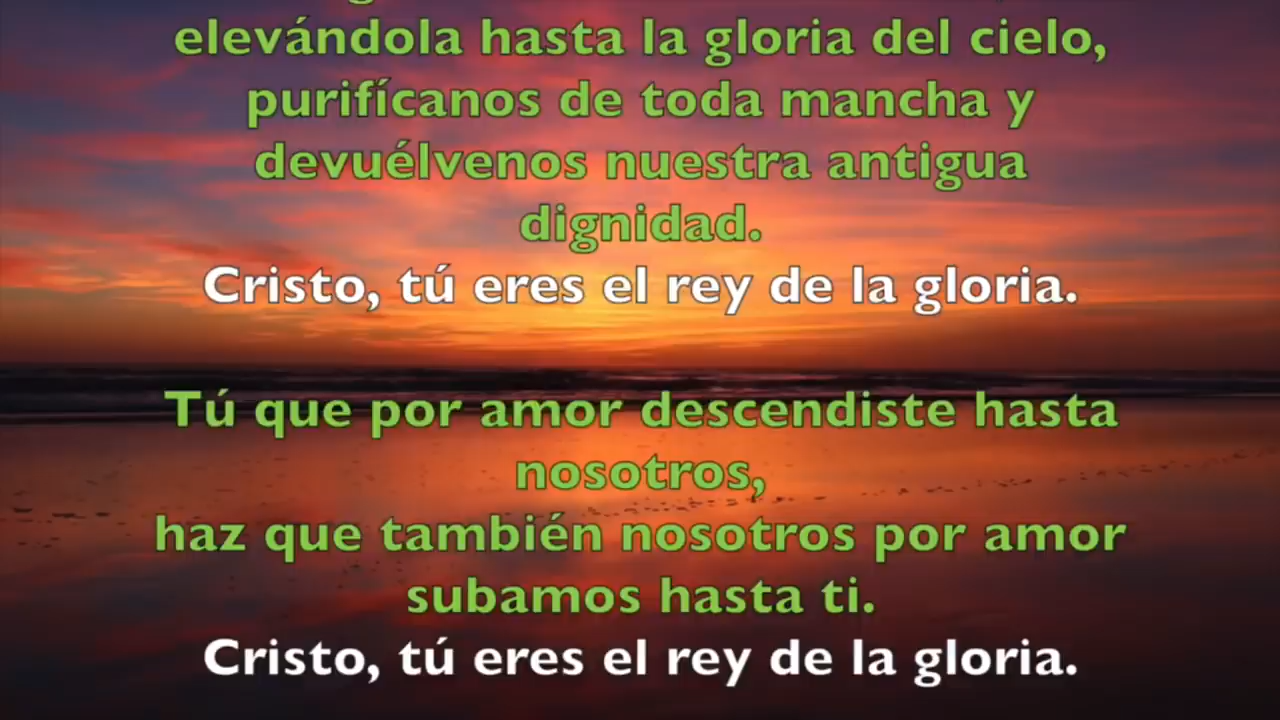 elevándola hasta la gloria del cielo,
purifícanos de toda mancha y
devuélvenos nuestra antigua
dignidad.
Cristo, tú eres el rey de la gloria.
Tú que por amor descendiste hasta
nosotros,
haz que también nosotros por amor
subamos hasta ti.
Cristo, tú eres el rey de la gloria.